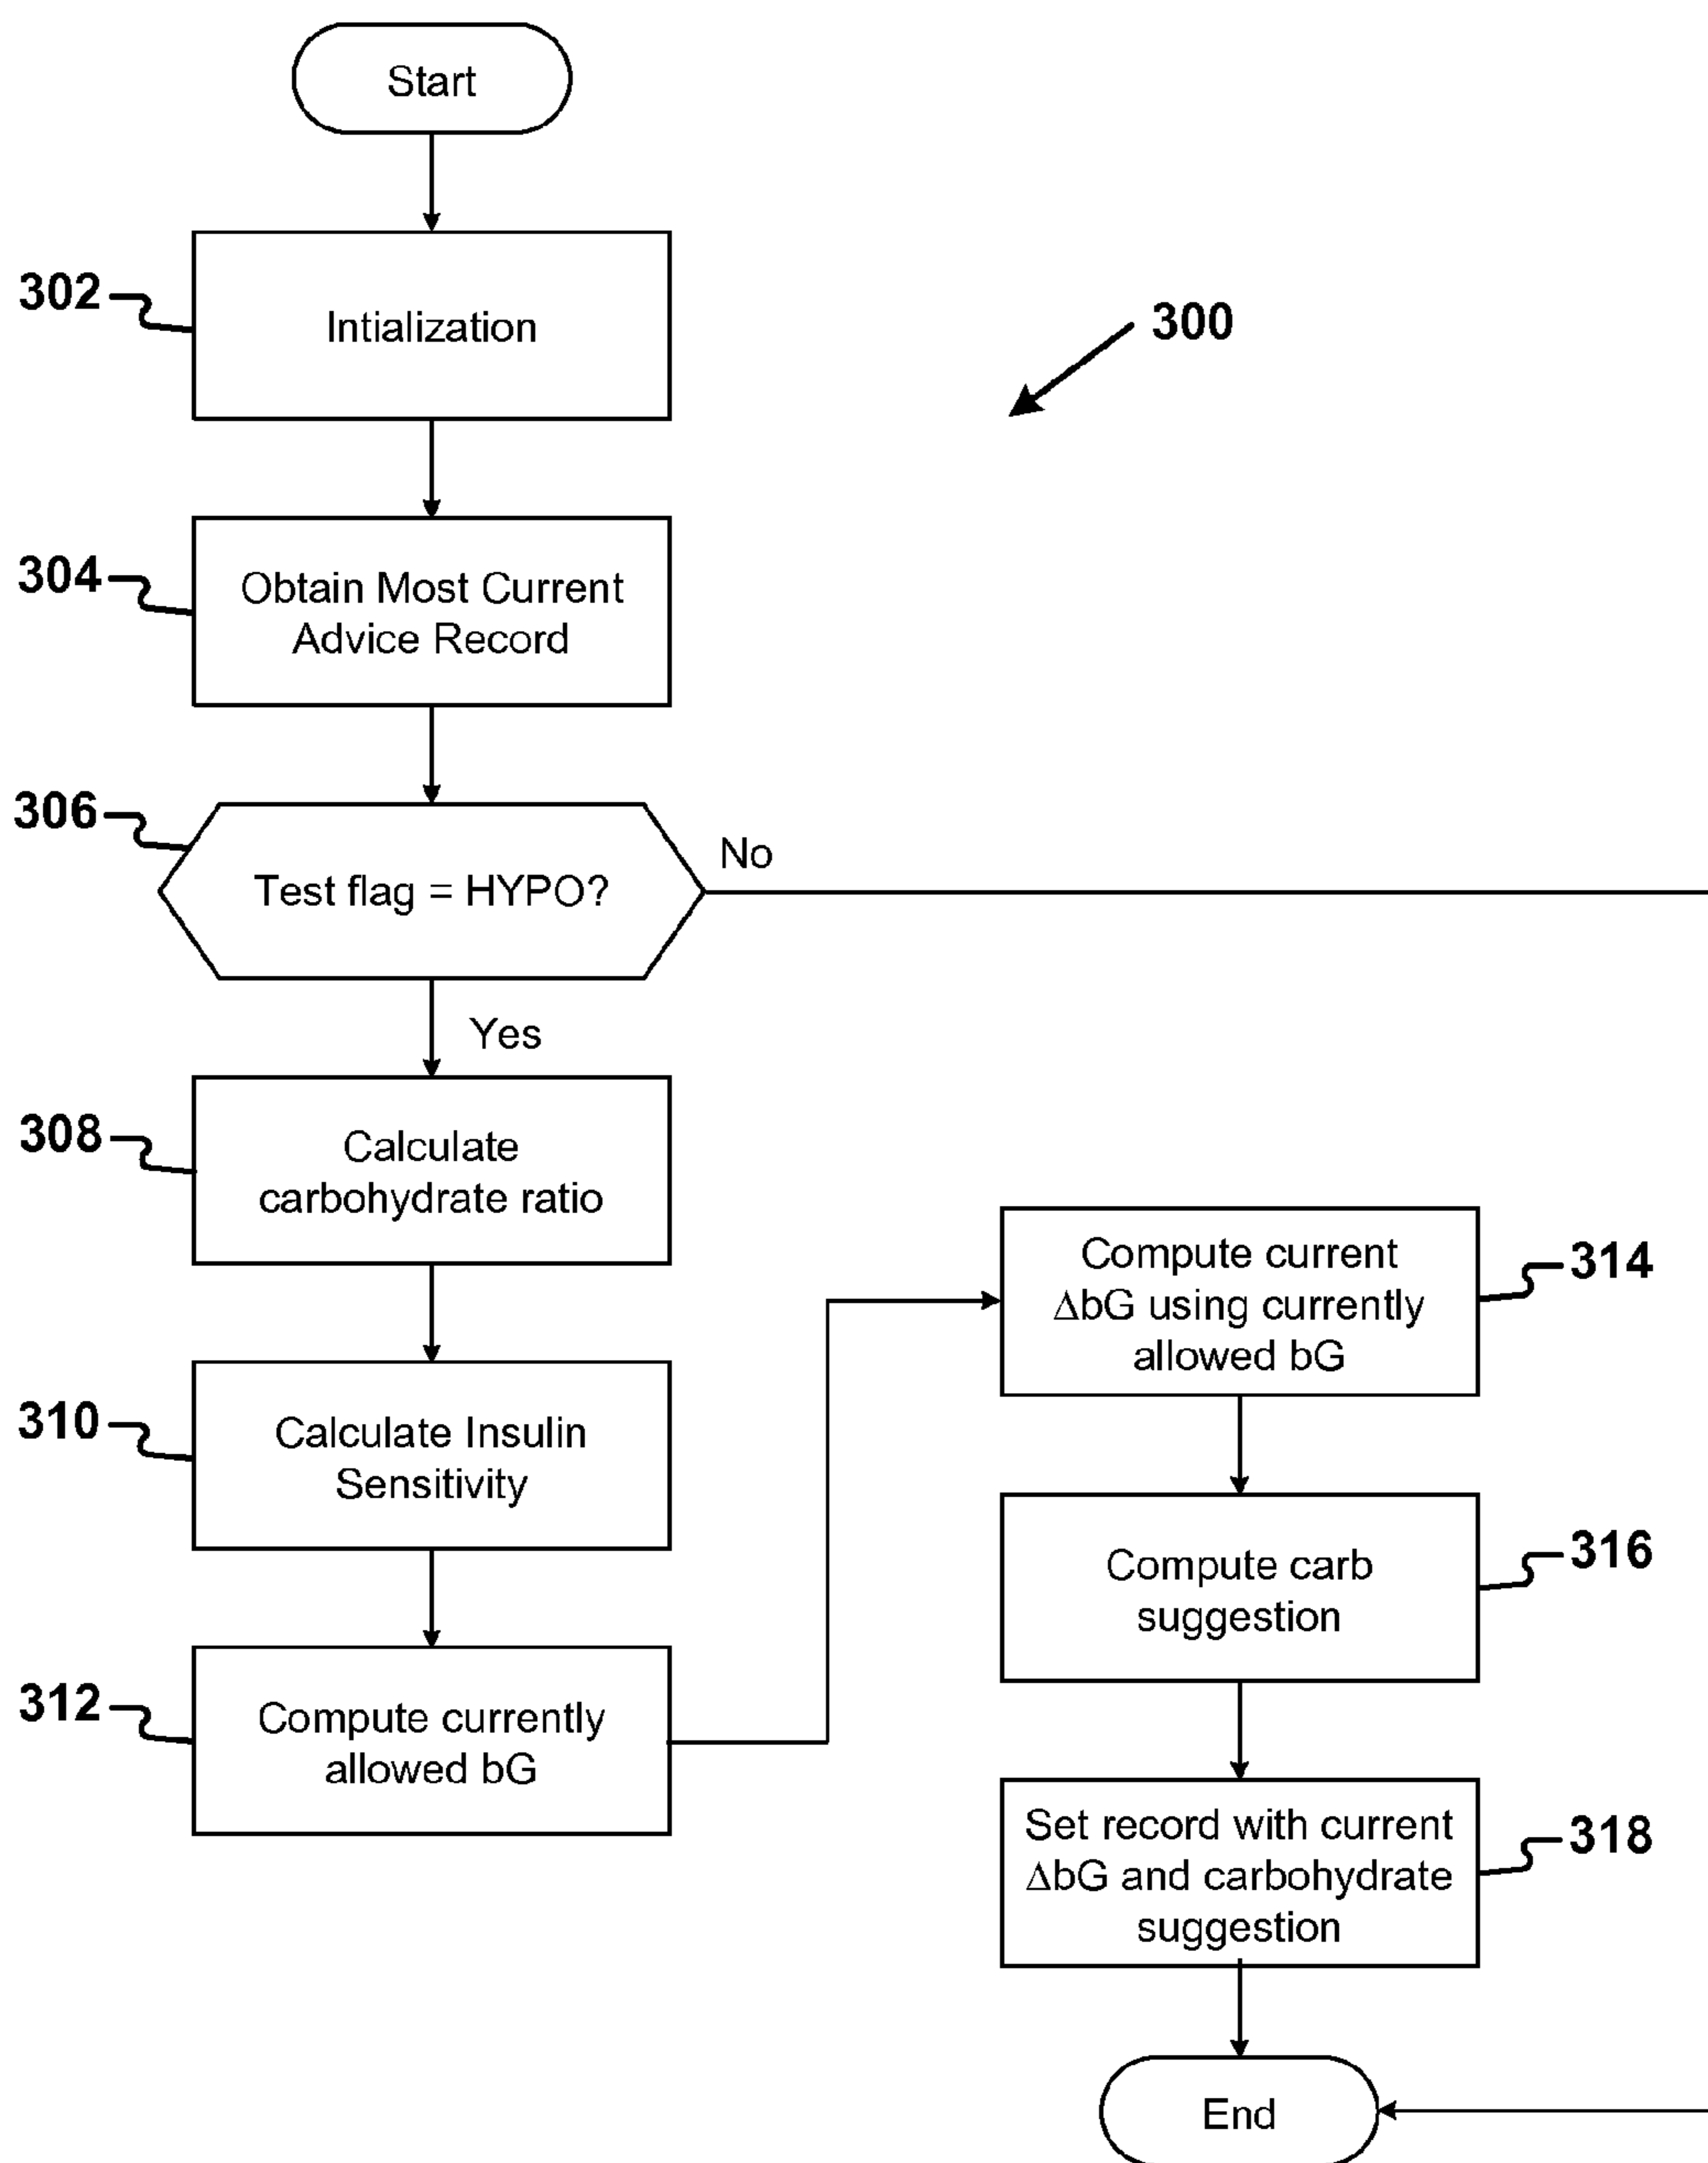 Start
302
Intialization
300
304
Obtain Most Current
Advice Record
306
Test flag = HYPO?
No
Yes
308
Calculate
carbohydrate ratio
310
Calculate Insulin
Sensitivity
312
Compute currently
allowed bG
314
Compute current
ΔbG using currently
allowed bG
316
Compute carb
suggestion
318
Set record with current
ΔbG and carbohydrate
suggestion
End